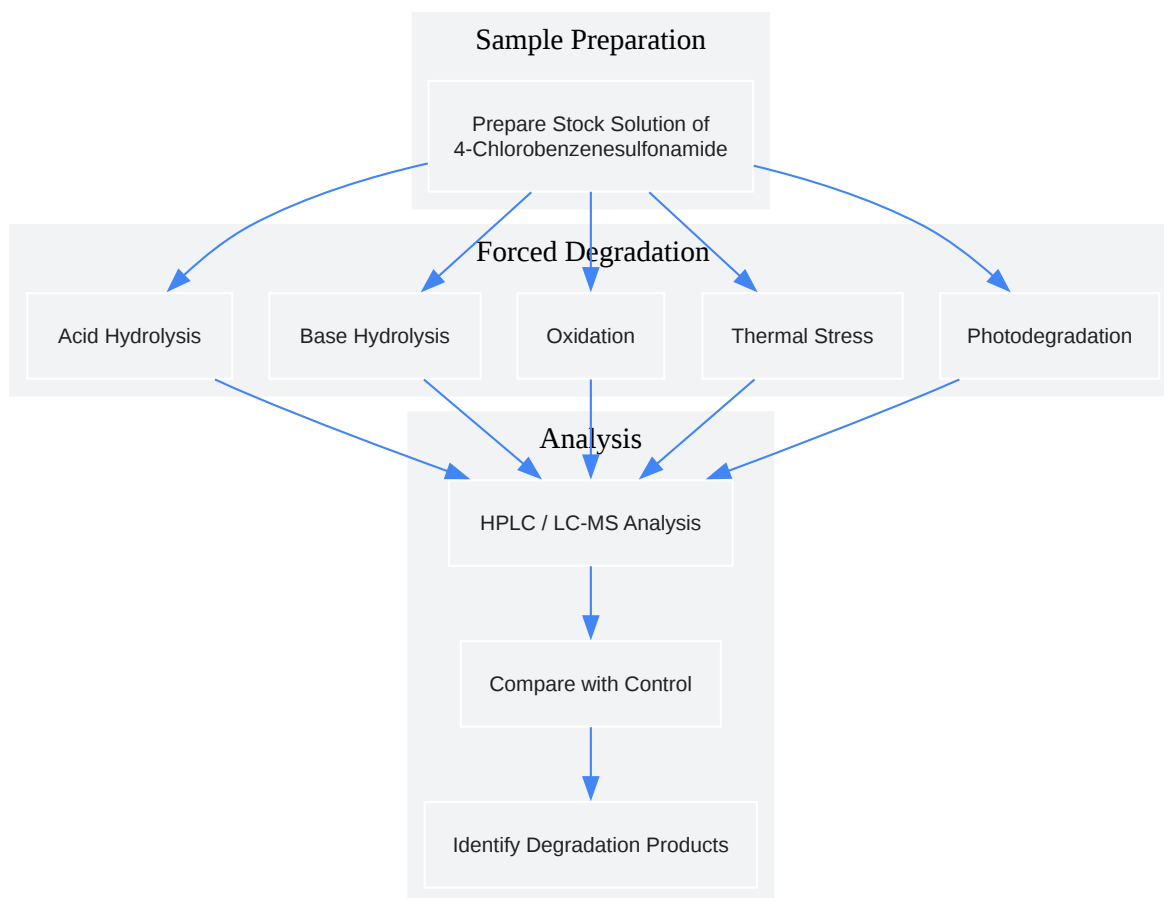 Sample Preparation
Prepare Stock Solution of
4-Chlorobenzenesulfonamide
Forced Degradation
Acid Hydrolysis
Base Hydrolysis
Oxidation
Thermal Stress
Photodegradation
Analysis
HPLC / LC-MS Analysis
Compare with Control
Identify Degradation Products